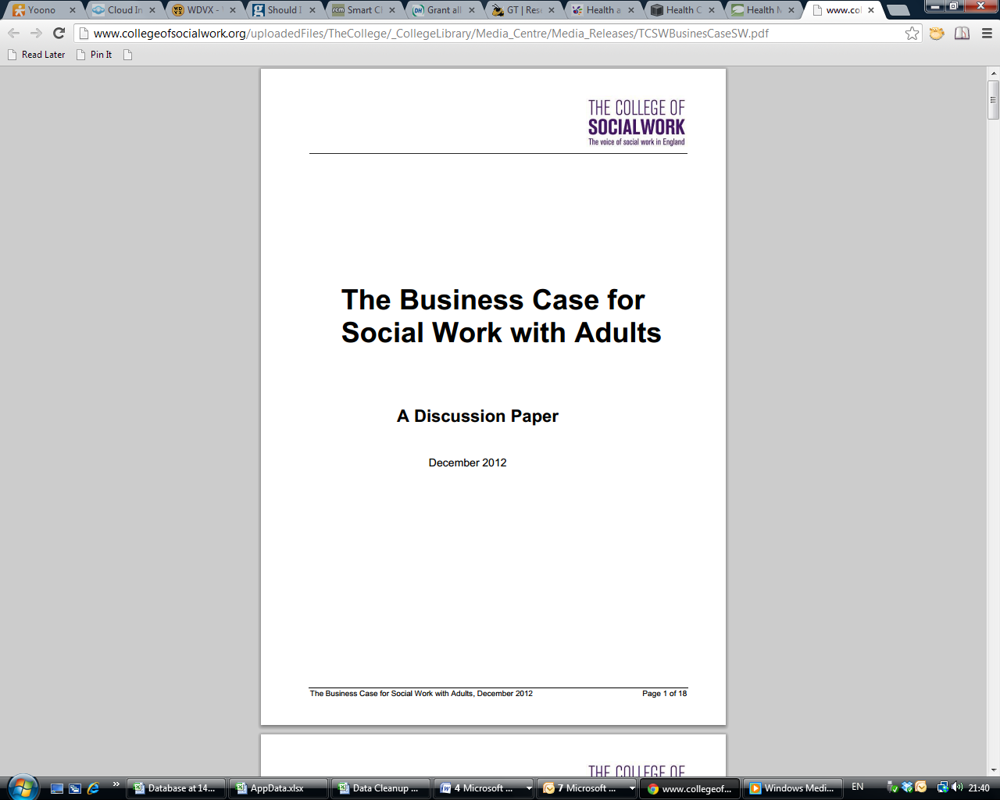 Yoono
Cloud In
WDVX -
Should I
Smart Cl
Grant all
GT | Res
Health a
Health C
Health M
www.co
www.collegeofsocialwork.org/uploadedFiles/TheCollege/_CollegeLibrary/Media_Centre/Media_Releases/TCSWBusinesCaseSW.pdf
Read Later
Pin It
THE COLLEGE OF
SOCIALWORK
The voice of social work in England
The Business Case for
Social Work with Adults
A Discussion Paper
December 2012
The Business Case for Social Work with Adults, December 2012
Page 1 of 18
THE COLLEGE OF
Database at 14...
AppData.xlsx
Data Cleanup ...
4 Microsoft ...
7 Microsoft ...
www.collegeof...
Windows Medi...
EN
21:40